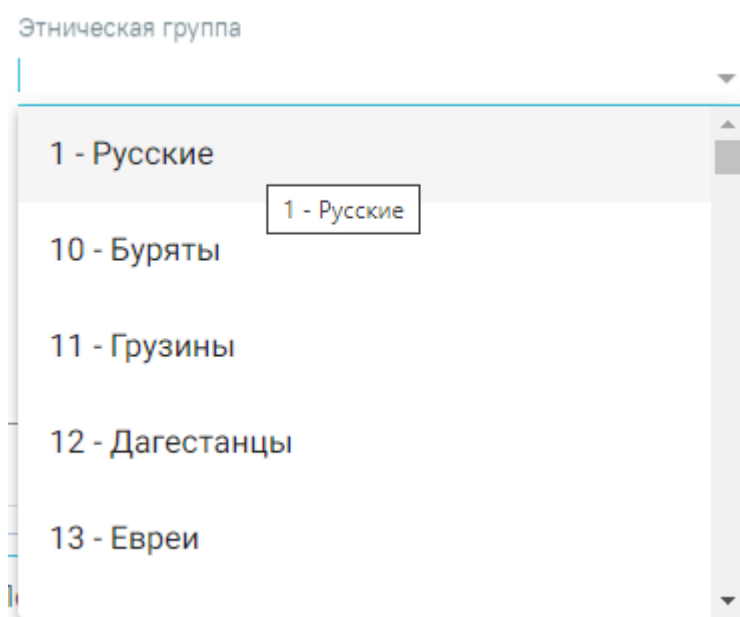 Этническая группа
1 - Русские
1 - Русские
10 - Буряты
11 - Грузины
12 - Дагестанцы
13 - Евреи